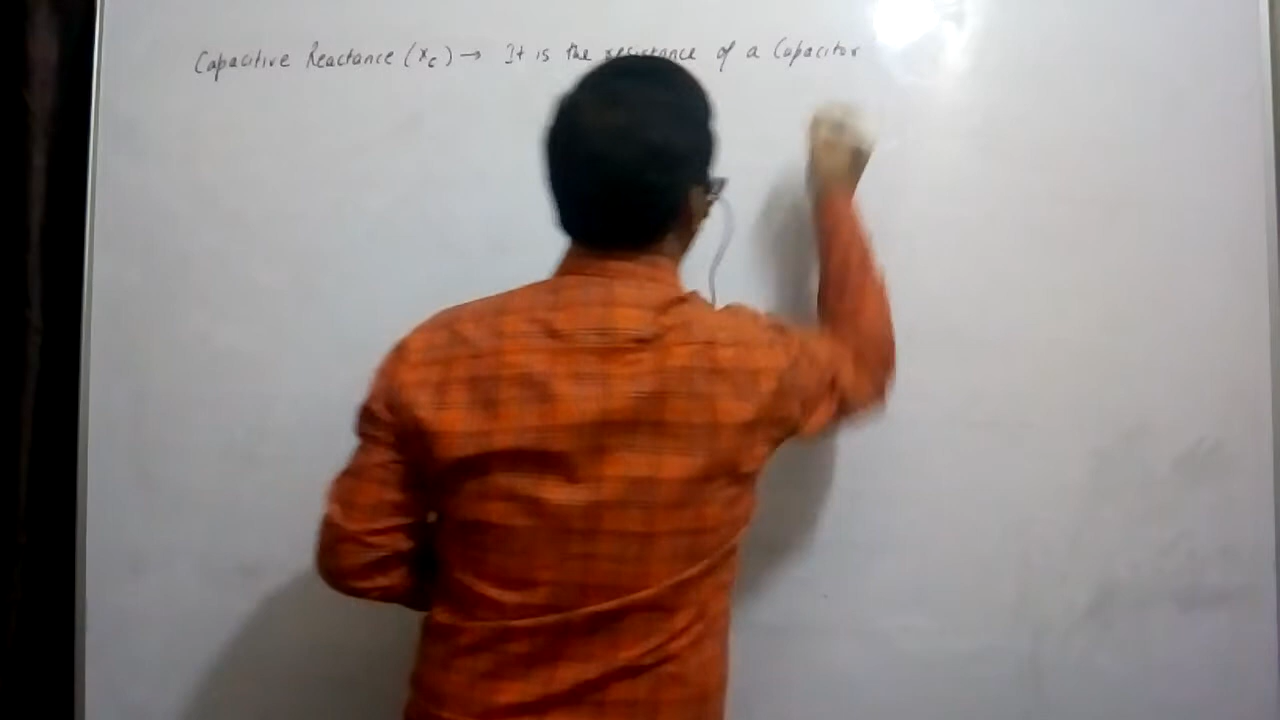 Capacitive Reactance (Xc) → It is the resistance of a Capacitor